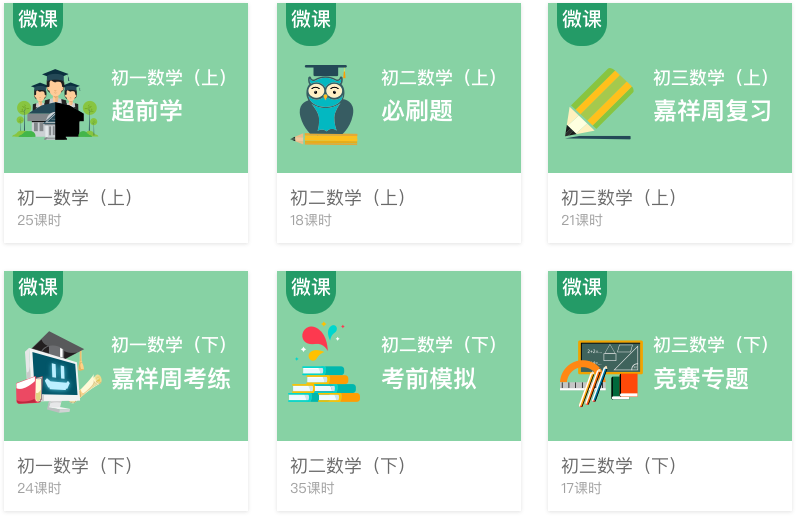 微课
初一数学（上）
超前学
初一数学（上）
25课时
微课
初二数学（上）
必刷题
初二数学（上）
18课时
微课
初三数学（上）
嘉祥周复习
初三数学（上）
21课时
微课
初一数学（下）
嘉祥周考练
初一数学（下）
24课时
微课
初二数学（下）
考前模拟
初二数学（下）
35课时
微课
初三数学（下）
竞赛专题
初三数学（下）
17课时